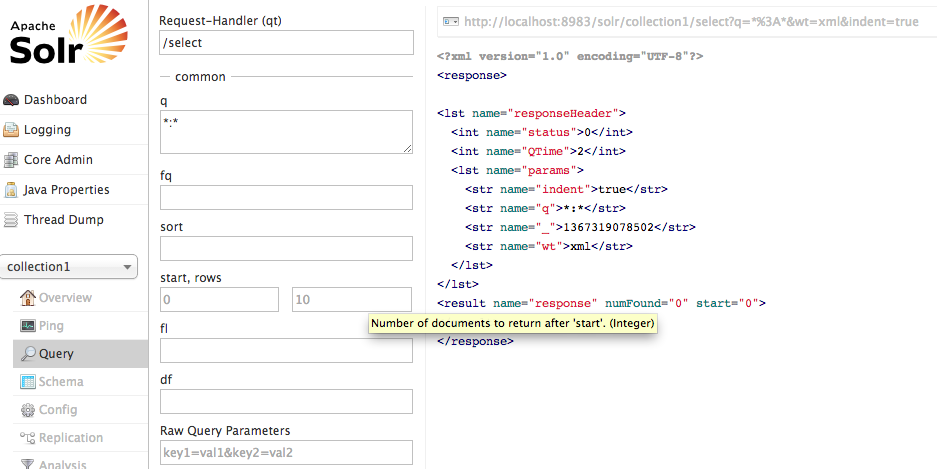 Apache
Solr
Dashboard
Logging
Core Admin
Java Properties
Thread Dump
collection1
Overview
Ping
Query
Schema
Config
Replication
Analysis
Request-Handler (qt)
/select
common
q
*:*
fq
sort
start, rows
0 10
fl
df
Raw Query Parameters
key1=val1&key2=val2
http://localhost:8983/solr/collection1/select?q=*%3A*&wt=xml&indent=true
<?xml version="1.0" encoding="UTF-8"?>
<response>
<lst name="responseHeader">
<int name="status">0</int>
<int name="QTime">2</int>
<lst name="params">
<str name="indent">true</str>
<str name="q">*:*</str>
<str name="_">1367319078502</str>
<str name="wt">xml</str>
</lst>
</lst>
<result name="response" numFound="0" start="0">
Number of documents to return after 'start'. (Integer)
</response>